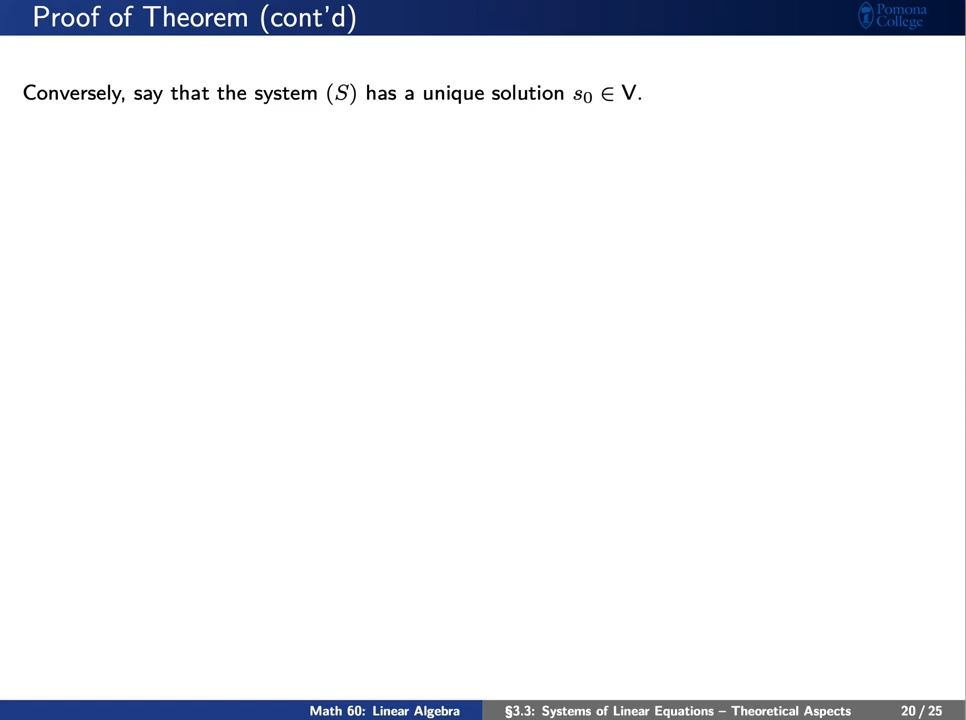 Proof of Theorem (cont'd)
Pomona
College
Conversely, say that the system (S) has a unique solution s₀ ∈ V.
Math 60: Linear Algebra
§3.3: Systems of Linear Equations – Theoretical Aspects
20 / 25